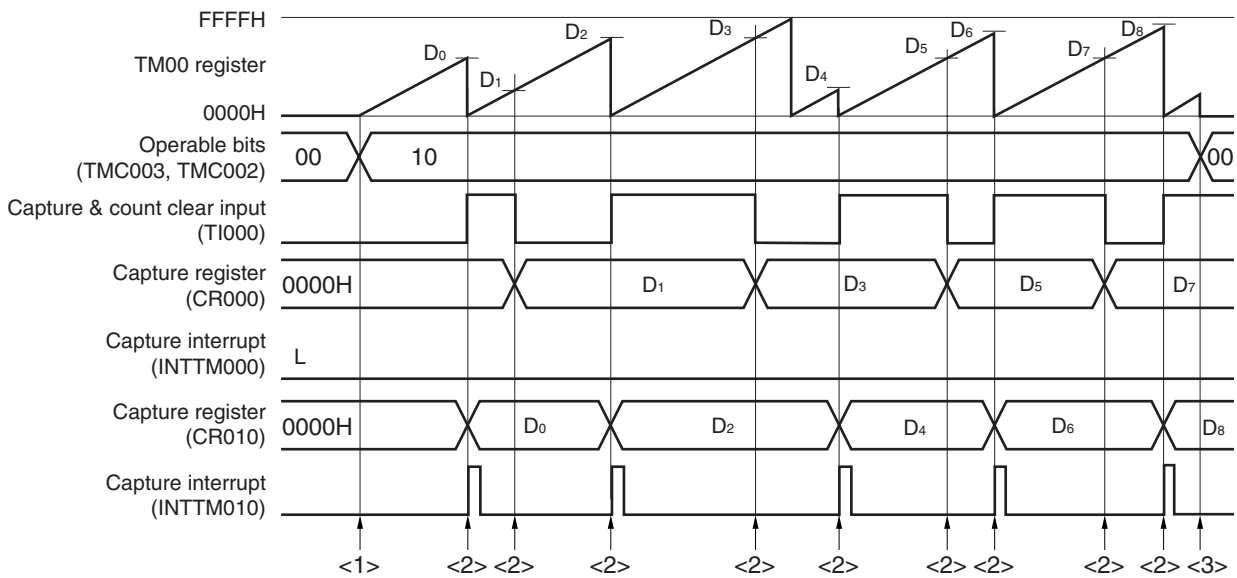 FFFFH
TM00 register
0000H
D0 D1 D2 D3 D4 D5 D6 D7 D8
Operable bits
(TMC003, TMC002)
00 10 00
Capture & count clear input
(TI000)
Capture register
(CR000)
0000H D1 D3 D5 D7
Capture interrupt
(INTTM000)
L
Capture register
(CR010)
0000H D0 D2 D4 D6 D8
Capture interrupt
(INTTM010)
<1> <2> <2> <2> <2> <2> <2> <2> <2> <2> <3>